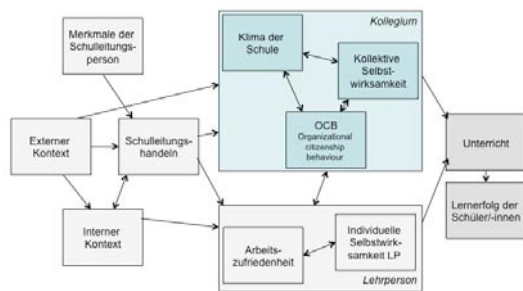 Kollegium
Merkmale der
Schulleitungs-
person
Klima der
Schule
Kollektive
Selbst-
wirksamkeit
OCB
Organizational
citizenship
behaviour
Externer
Kontext
Schulleitungs-
handeln
Unterricht
Lernerfolg der
Schüler/-innen
Interner
Kontext
Arbeits-
zufriedenheit
Individuelle
Selbstwirk-
samkeit LP
Lehrperson